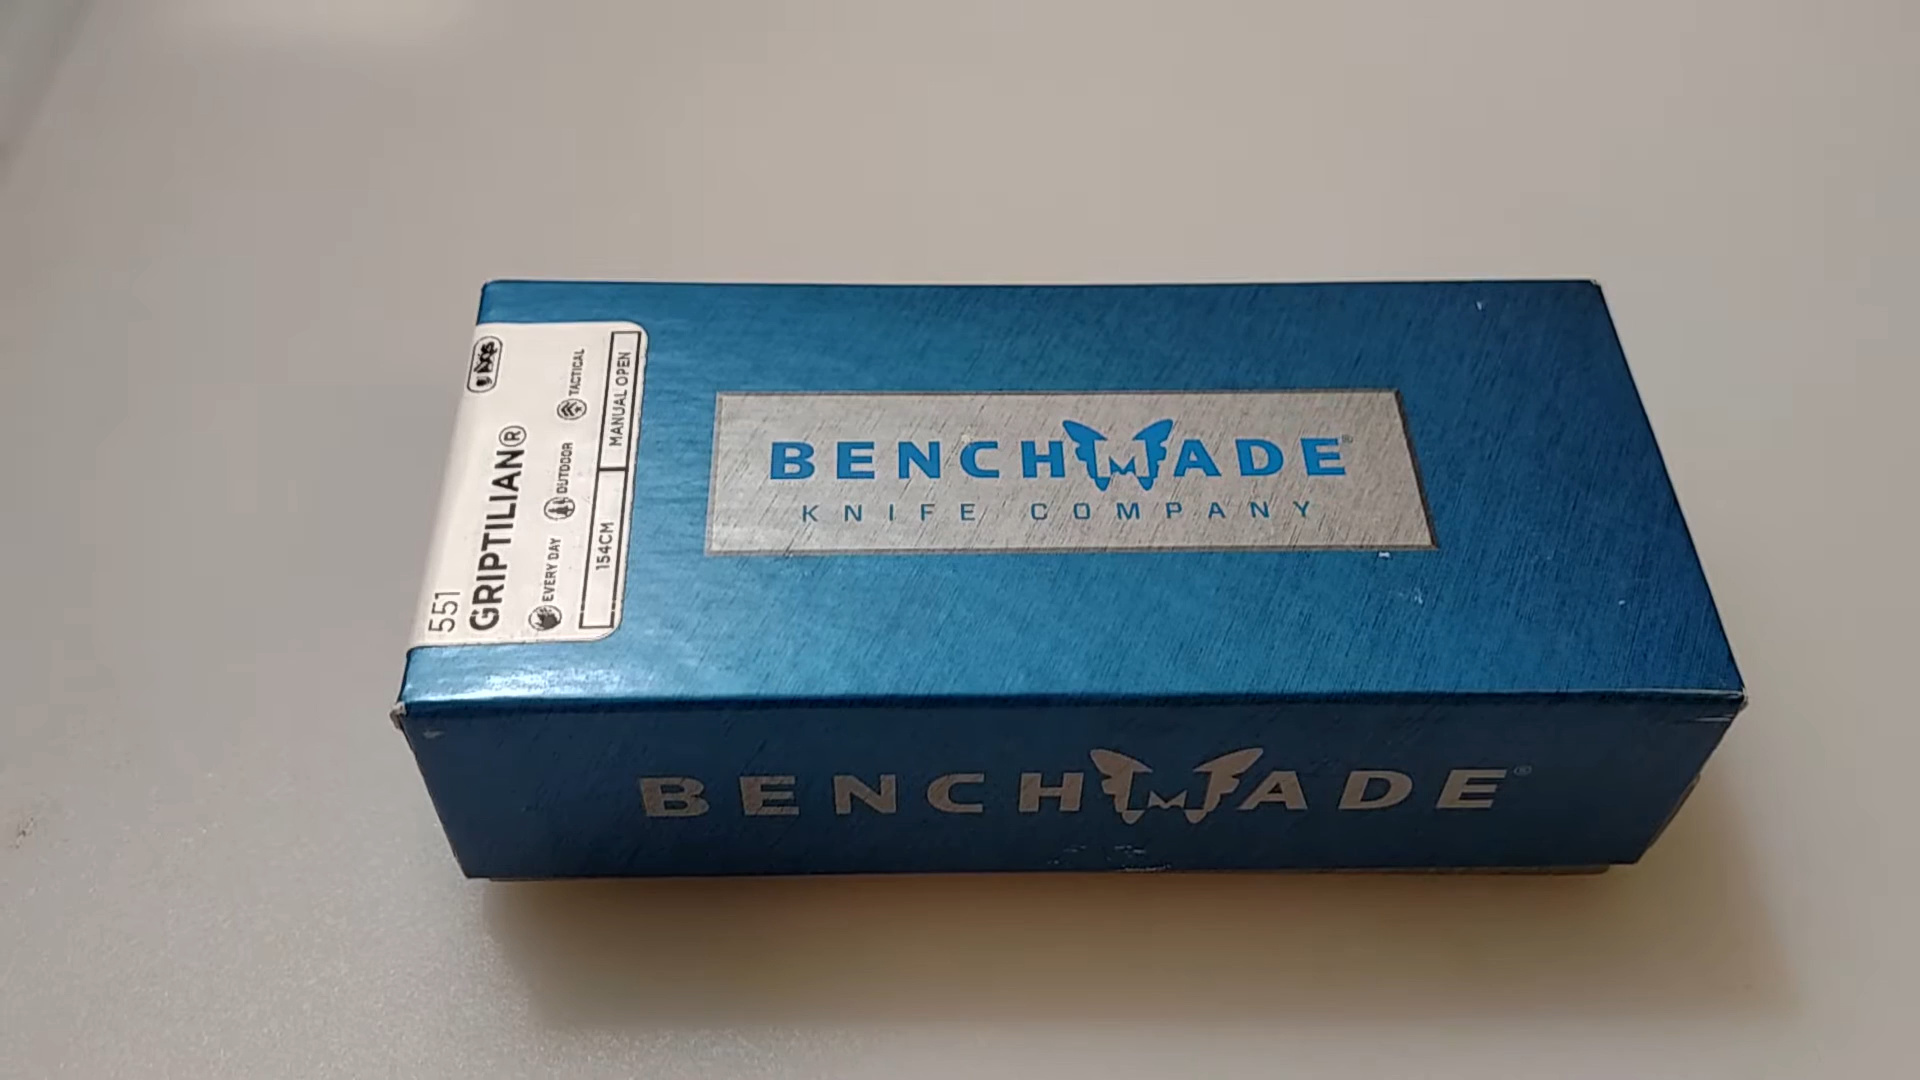 551
GRIPTILIAN®
EVERY DAY OUTDOOR TACTICAL
154CM MANUAL OPEN
BENCHMADE®
KNIFE COMPANY
BENCHMADE®